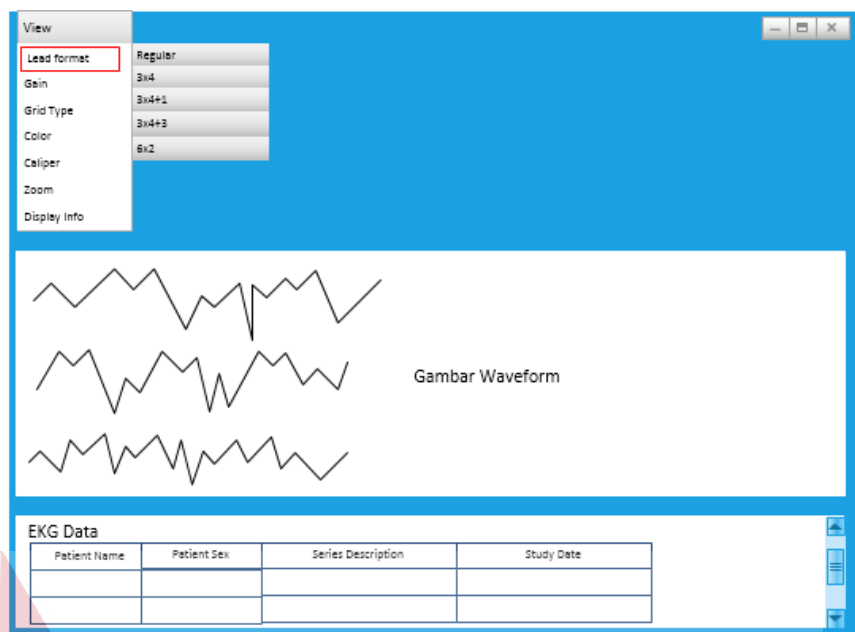 View
Lead format
Gain
Grid Type
Color
Caliper
Zoom
Display Info
Regular
3x4
3x4+1
3x4+3
6x2
Gambar Waveform
EKG Data
Patient Name Patient Sex Series Description Study Date